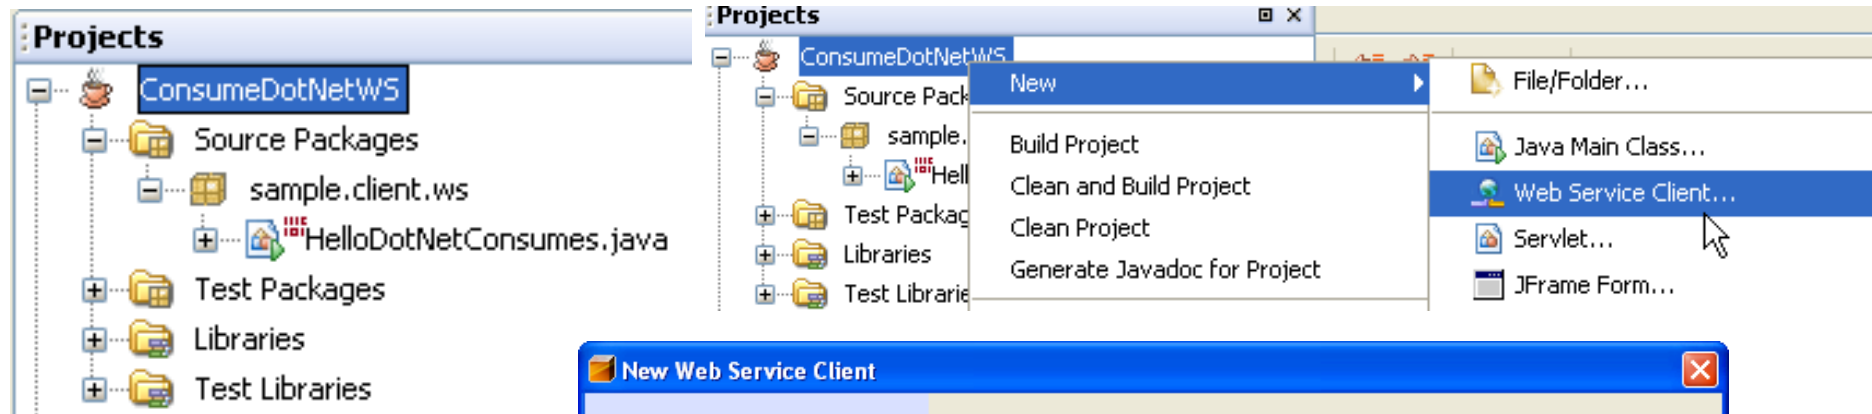 Projects
ConsumeDotNetWS
Source Packages
sample.client.ws
HelloDotNetConsumes.java
Test Packages
Libraries
Test Libraries
Projects
ConsumeDotNetWS
Source Pack
sample.
Hell
Test Packag
Libraries
Test Librarie
New
Build Project
Clean and Build Project
Clean Project
Generate Javadoc for Project
File/Folder...
Java Main Class...
Web Service Client...
Servlet...
JFrame Form...
New Web Service Client